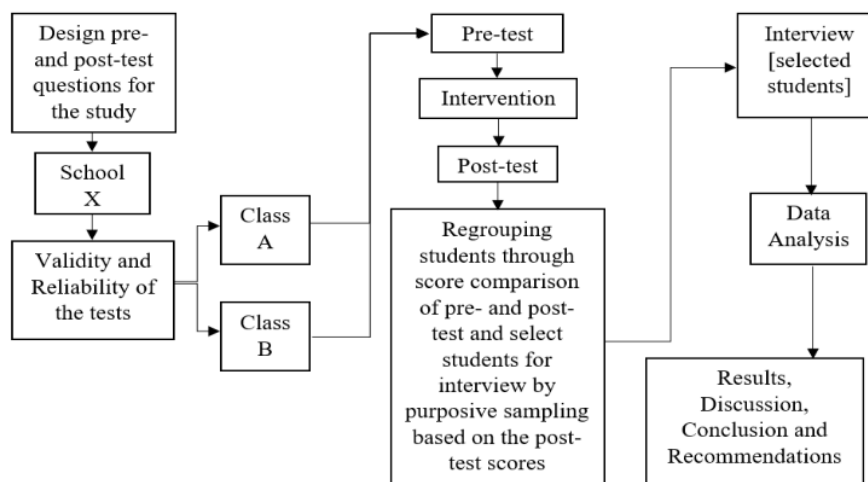 Design pre-
and post-test
questions for
the study
School
X
Validity and
Reliability of
the tests
Class
A
Class
B
Pre-test
Intervention
Post-test
Regrouping
students through
score comparison
of pre- and post-
test and select
students for
interview by
purposive sampling
based on the post-
test scores
Interview
[selected
students]
Data
Analysis
Results,
Discussion,
Conclusion and
Recommendations